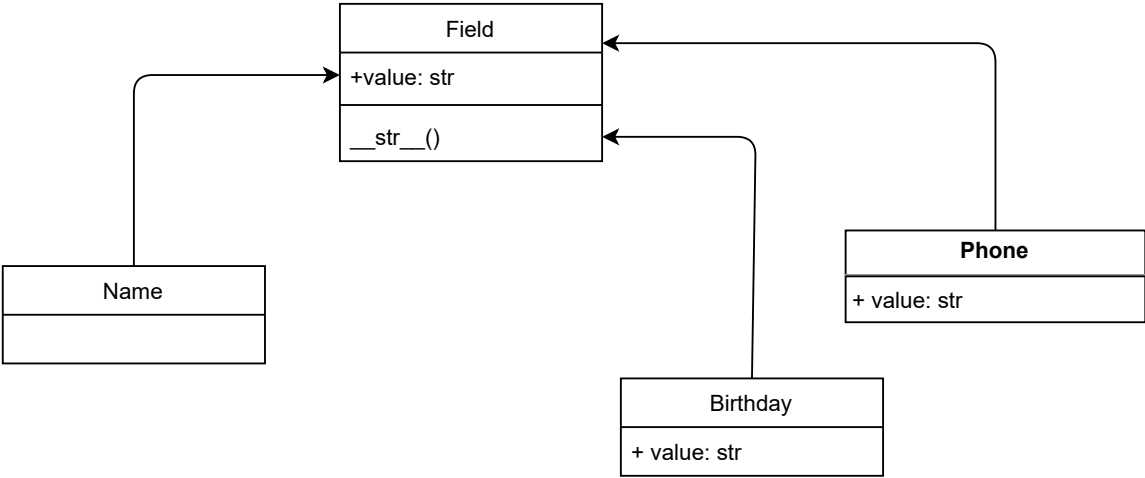 Field
+value: str
__str__()
Name
Phone
+ value: str
Birthday
+ value: str